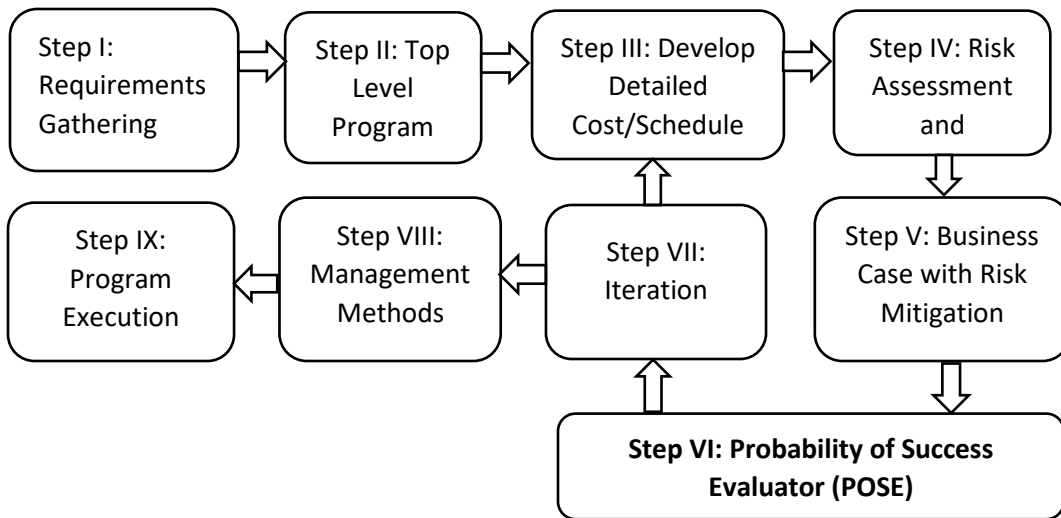 Step I:
Requirements
Gathering
Step II: Top
Level
Program
Step III: Develop
Detailed
Cost/Schedule
Step IV: Risk
Assessment
and
Step V: Business
Case with Risk
Mitigation
Step VI: Probability of Success
Evaluator (POSE)
Step VII:
Iteration
Step VIII:
Management
Methods
Step IX:
Program
Execution